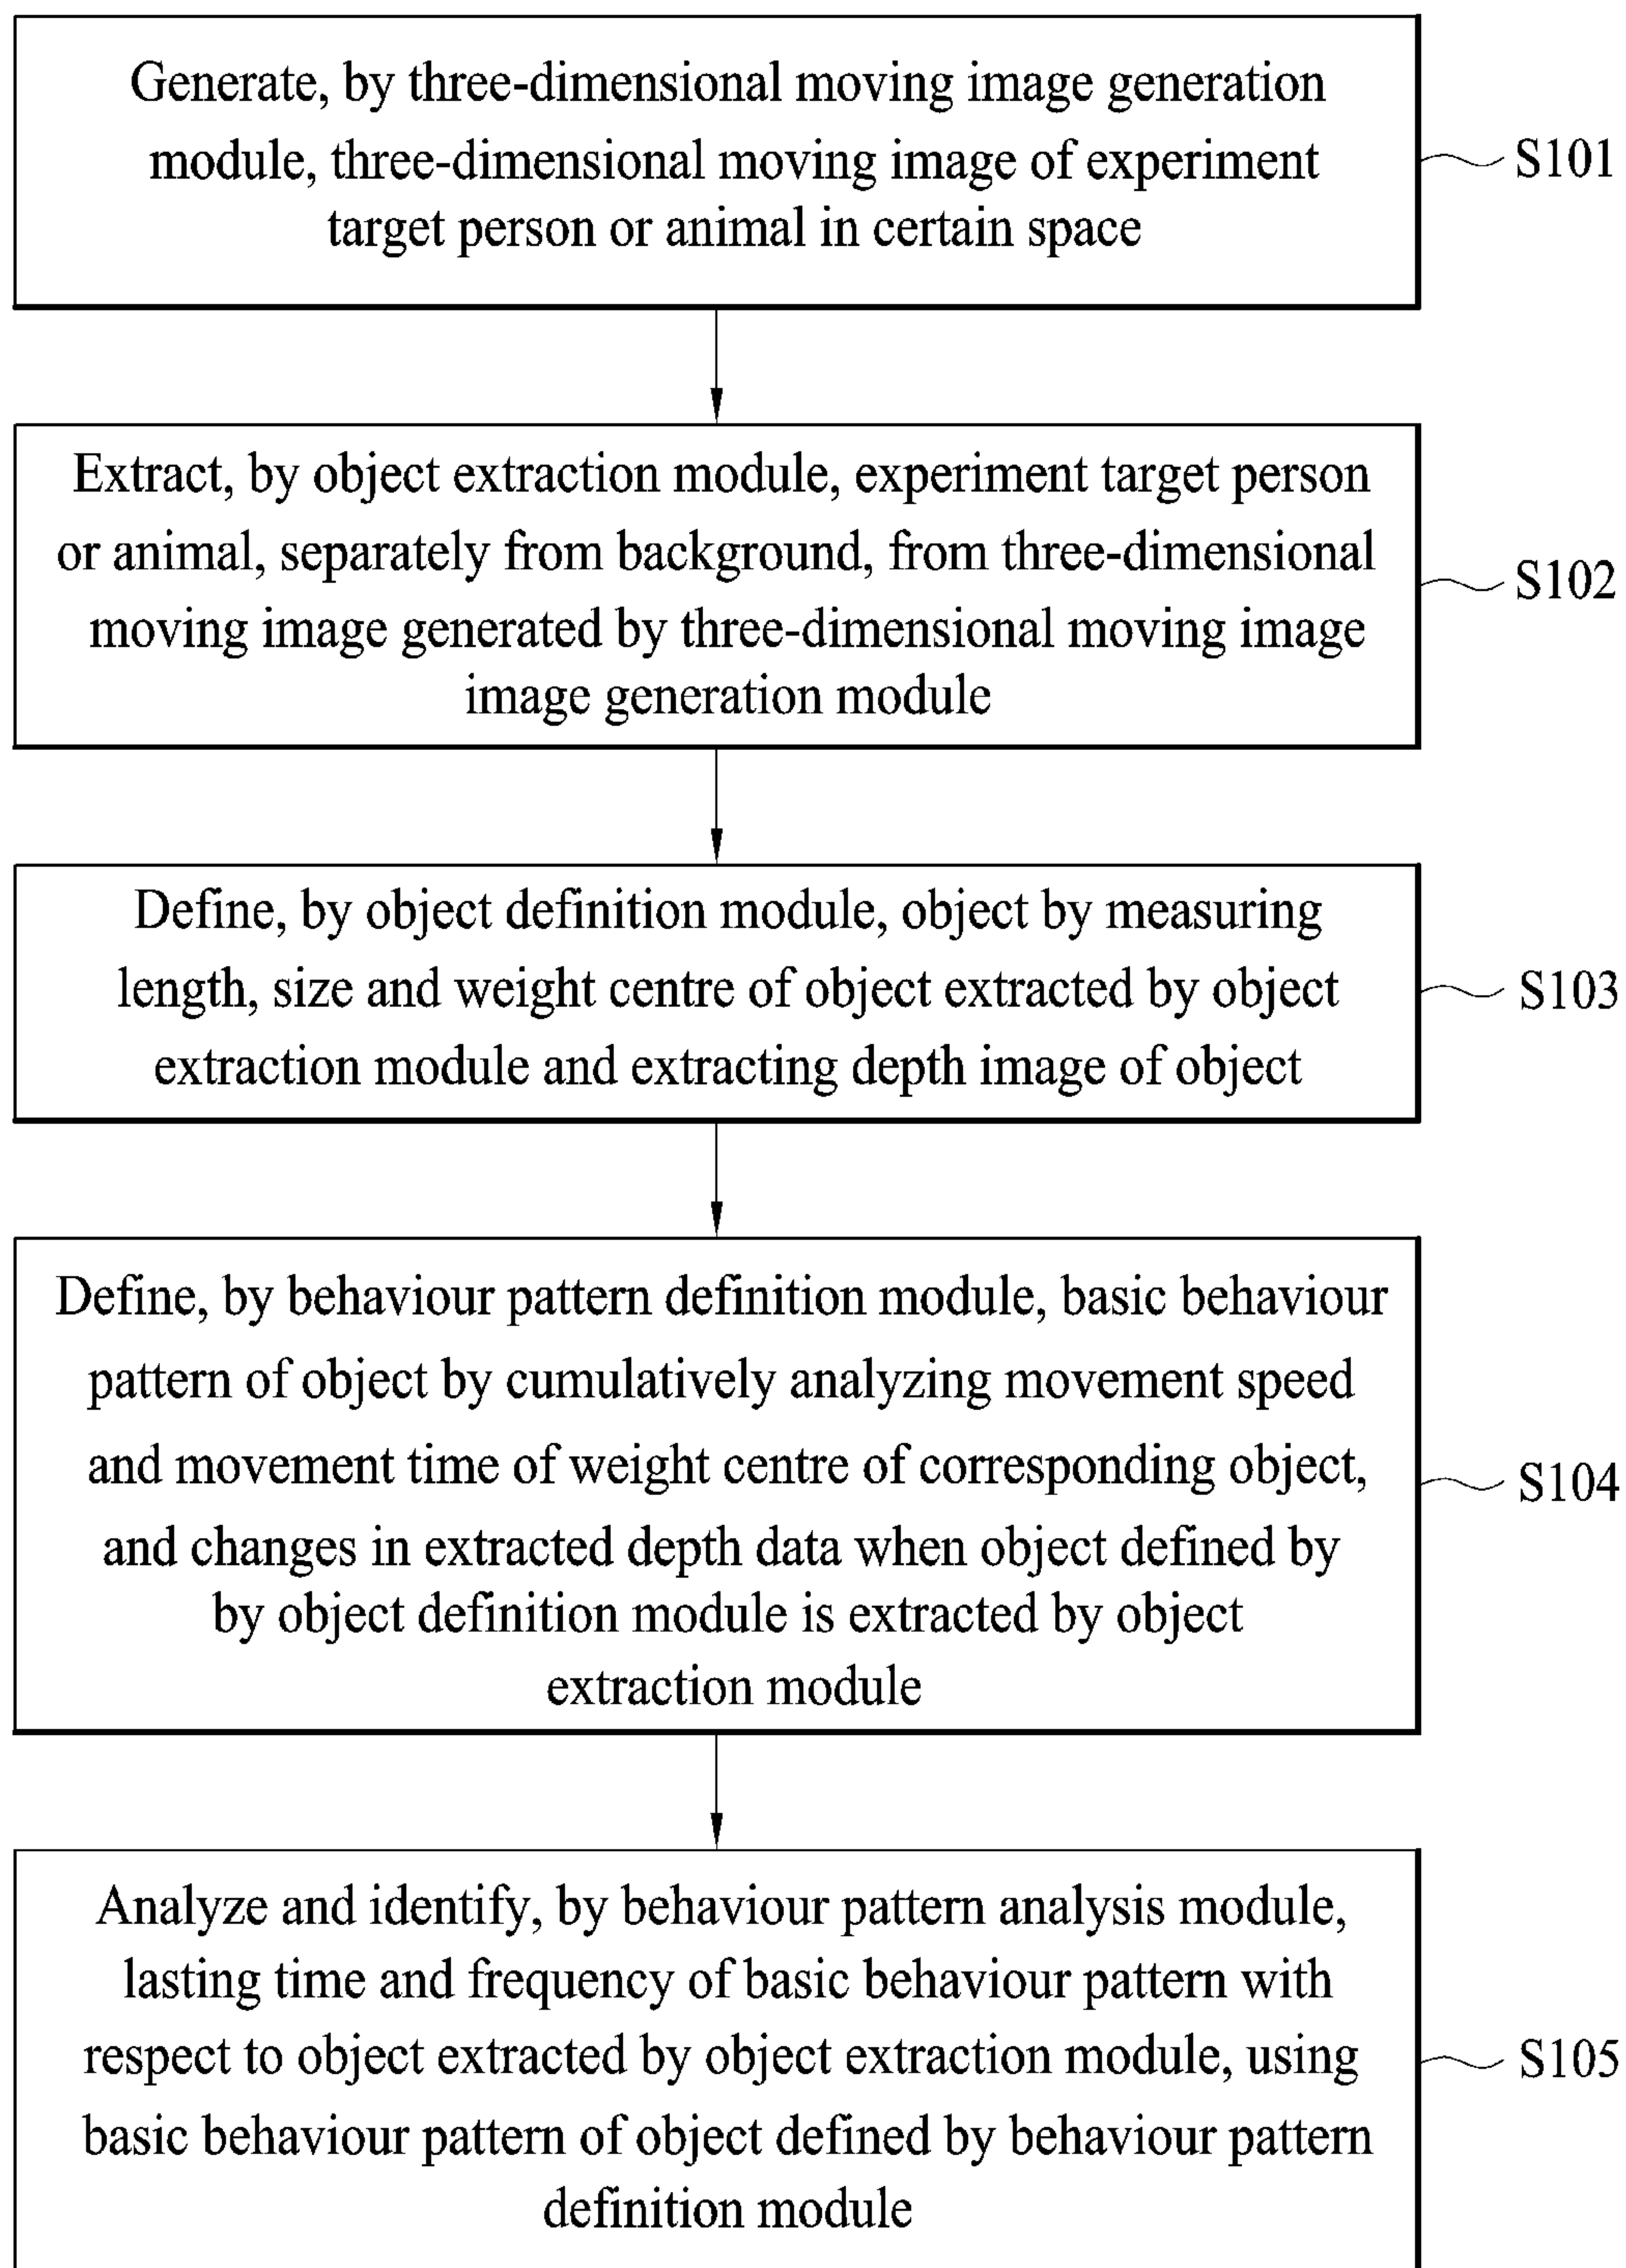 Generate, by three-dimensional moving image generation
module, three-dimensional moving image of experiment
target person or animal in certain space
S101
Extract, by object extraction module, experiment target person
or animal, separately from background, from three-dimensional
moving image generated by three-dimensional moving image
image generation module
S102
Define, by object definition module, object by measuring
length, size and weight centre of object extracted by object
extraction module and extracting depth image of object
S103
Define, by behaviour pattern definition module, basic behaviour
pattern of object by cumulatively analyzing movement speed
and movement time of weight centre of corresponding object,
and changes in extracted depth data when object defined by
by object definition module is extracted by object
extraction module
S104
Analyze and identify, by behaviour pattern analysis module,
lasting time and frequency of basic behaviour pattern with
respect to object extracted by object extraction module, using
basic behaviour pattern of object defined by behaviour pattern
definition module
S105